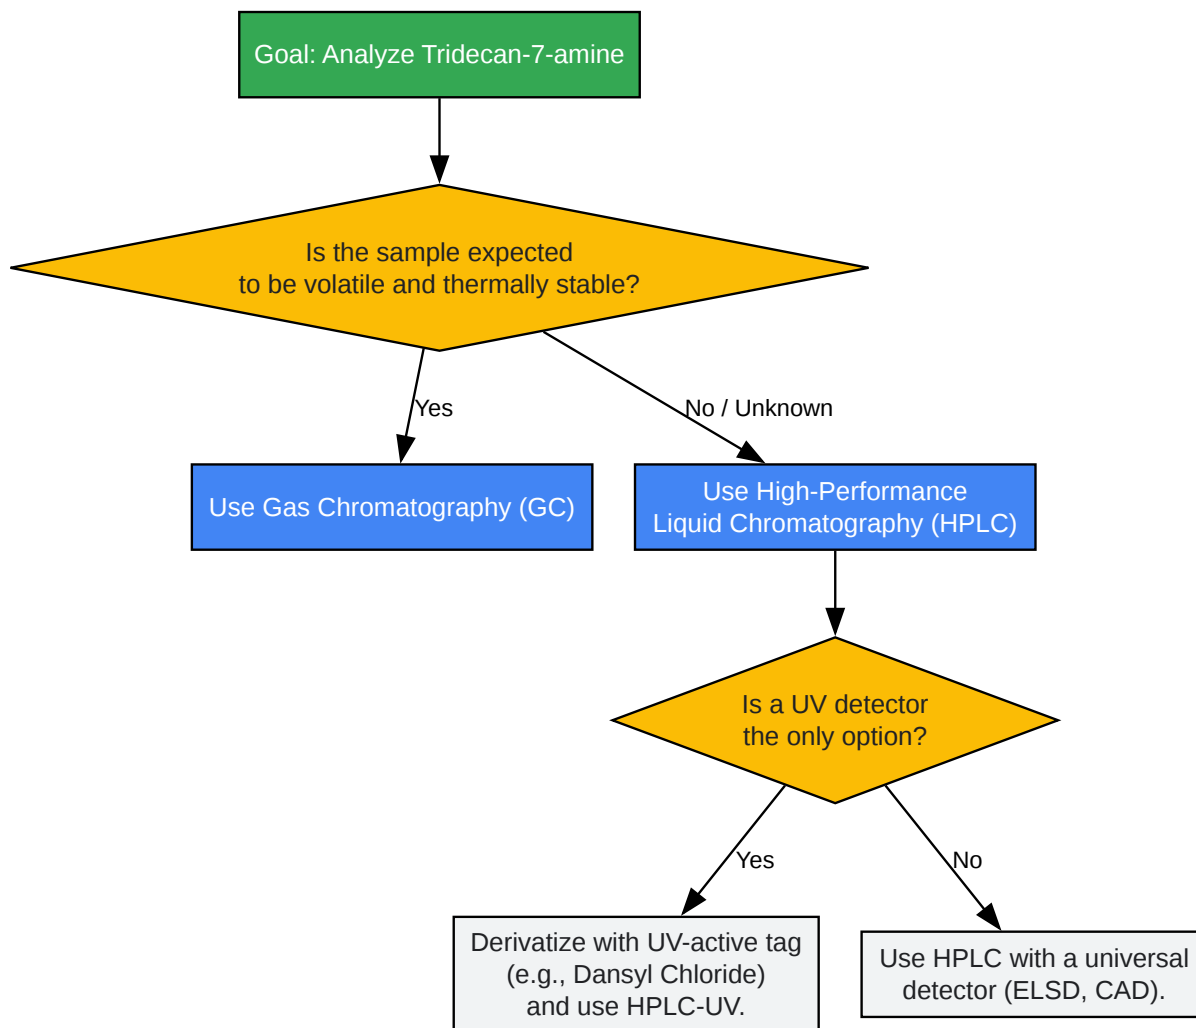 Goal: Analyze Tridecan-7-amine
Is the sample expected
to be volatile and thermally stable?
Yes
No / Unknown
Use Gas Chromatography (GC)
Use High-Performance
Liquid Chromatography (HPLC)
Is a UV detector
the only option?
Yes
No
Derivatize with UV-active tag
(e.g., Dansyl Chloride)
and use HPLC-UV.
Use HPLC with a universal
detector (ELSD, CAD).